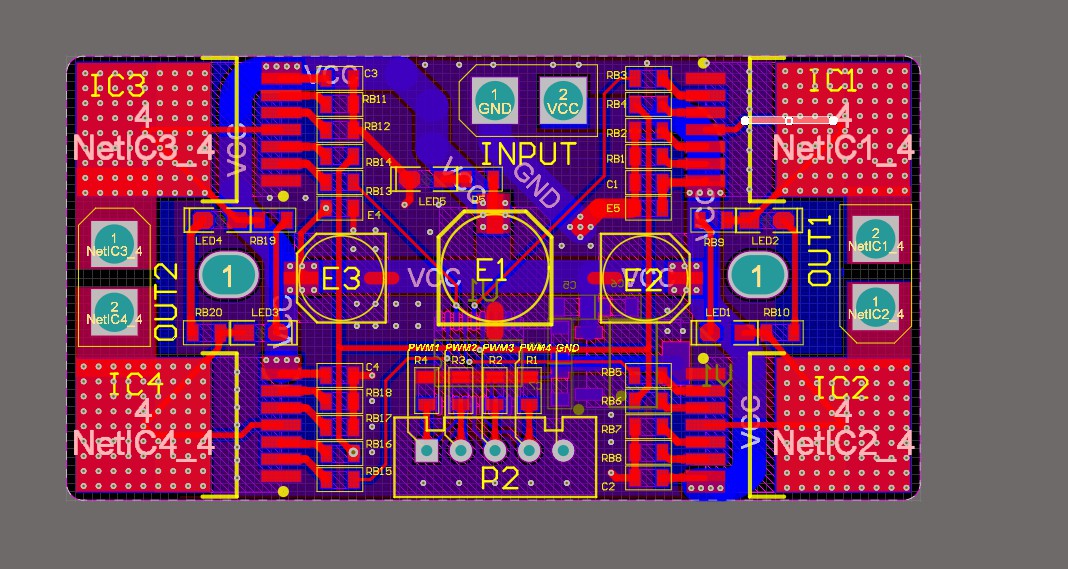 IC3
4
NetIC3_4
VCC
VCC
C3
RB11
RB12
RB14
RB13
E4
1
GND
2
VCC
INPUT
VCC
GND
LED5
R5
RB3
RB4
RB2
RB1
C1
E5
IC1
4
NetIC1_4
VCC
1
NetIC3_4
2
NetIC4_4
OUT2
LED4
RB19
1
RB20
LED3
VCC
E3
VCC
E1
E2
VCC
RB9
LED2
1
LED1
RB10
OUT1
2
NetIC1_4
1
NetIC2_4
PWM1 PWM2 PWM3 PWM4 GND
R4
R3
R2
R1
IC4
4
NetIC4_4
C4
RB18
RB17
RB16
RB15
P2
RB5
RB6
RB7
RB8
C2
VCC
IC2
4
NetIC2_4